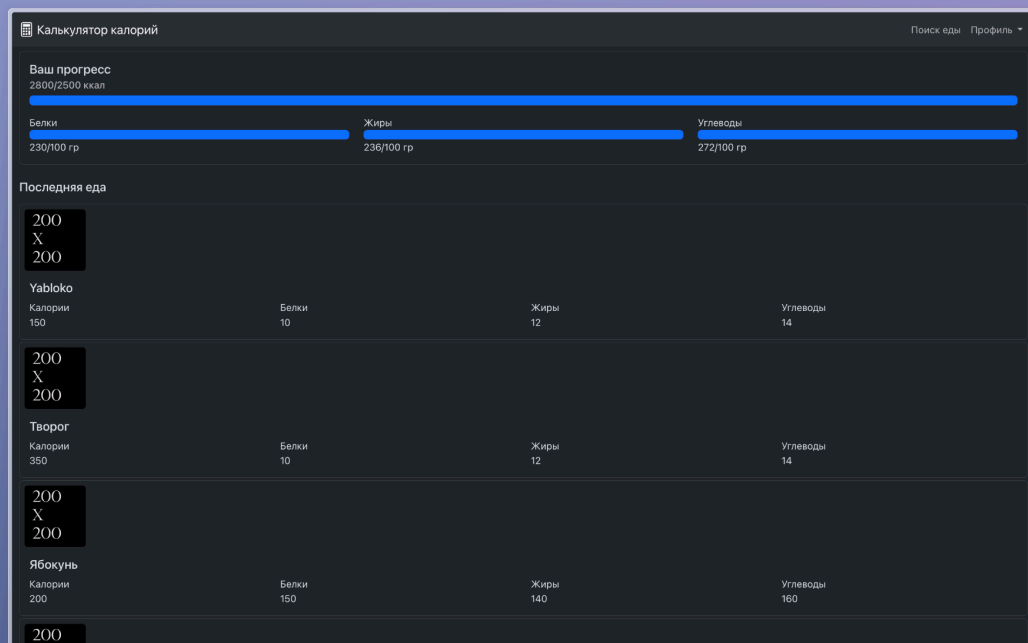 Калькулятор калорий
Поиск еды Профиль
Ваш прогресс
2800/2500 ккал
Белки Жиры Углеводы
230/100 гр 236/100 гр 272/100 гр
Последняя еда
200
X
200
Yabloko
Калории Белки Жиры Углеводы
150 10 12 14
200
X
200
Творог
Калории Белки Жиры Углеводы
350 10 12 14
200
X
200
Ябокунь
Калории Белки Жиры Углеводы
200 150 140 160
200